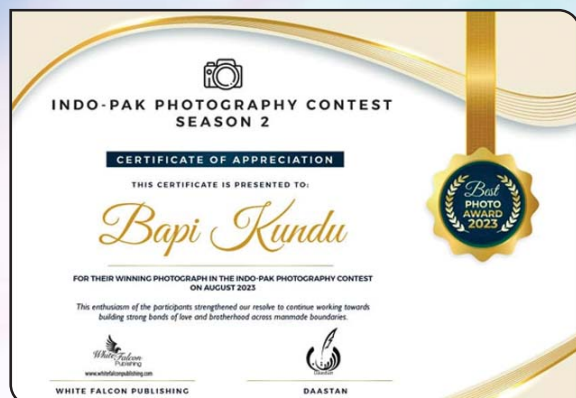 INDO-PAK PHOTOGRAPHY CONTEST
SEASON 2
CERTIFICATE OF APPRECIATION
THIS CERTIFICATE IS PRESENTED TO:
Bapi Kundu
Best
PHOTO
AWARD
2023
FOR THEIR WINNING PHOTOGRAPH IN THE INDO-PAK PHOTOGRAPHY CONTEST
ON AUGUST 2023
This enthusiasm of the participants strengthened our resolve to continue working towards
building strong bonds of love and brotherhood across manmade boundaries.
White Falcon
Publishing
www.whitefalconpublishing.com
Daastan
WHITE FALCON PUBLISHING
DAASTAN